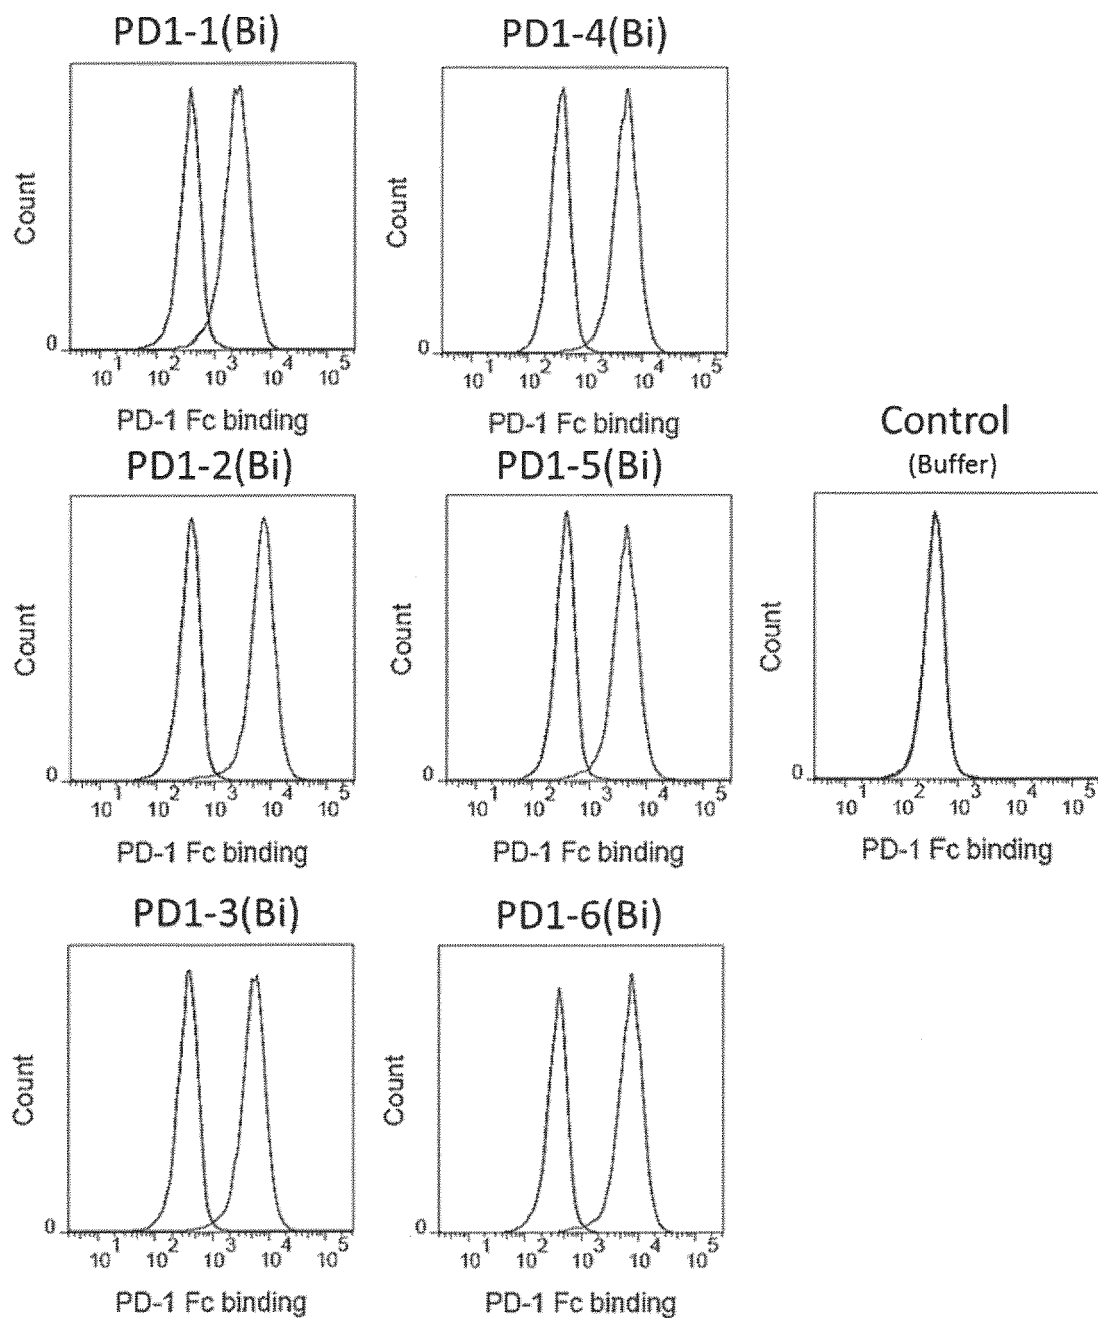 PD1-1(Bi)
Count
0
10^1 10^2 10^3 10^4 10^5
PD-1 Fc binding
PD1-4(Bi)
Count
0
10^1 10^2 10^3 10^4 10^5
PD-1 Fc binding
PD1-2(Bi)
Count
0
10^1 10^2 10^3 10^4 10^5
PD-1 Fc binding
PD1-5(Bi)
Count
0
10^1 10^2 10^3 10^4 10^5
PD-1 Fc binding
Control
(Buffer)
Count
0
10^1 10^2 10^3 10^4 10^5
PD-1 Fc binding
PD1-3(Bi)
Count
0
10^1 10^2 10^3 10^4 10^5
PD-1 Fc binding
PD1-6(Bi)
Count
0
10^1 10^2 10^3 10^4 10^5
PD-1 Fc binding